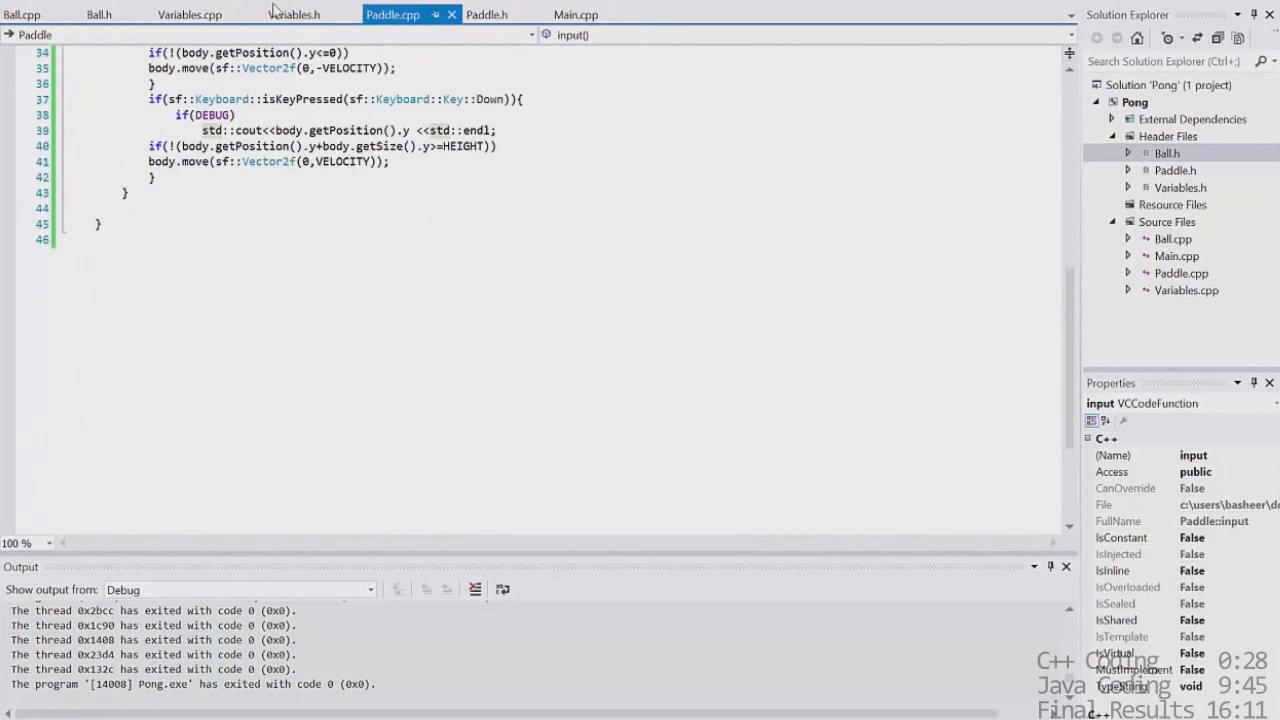 Ball.cpp Ball.h Variables.cpp Variables.h Paddle.cpp Paddle.h Main.cpp
Paddle input()
34 if(!(body.getPosition().y<=0))
35 body.move(sf::Vector2f(0,-VELOCITY));
36 }
37 if(sf::Keyboard::isKeyPressed(sf::Keyboard::Key::Down)){
38 if(DEBUG)
39 std::cout<<body.getPosition().y <<std::endl;
40 if(!(body.getPosition().y+body.getSize().y>=HEIGHT))
41 body.move(sf::Vector2f(0,VELOCITY));
42 }
43 }
44
45 }
46
100 %
Output
Show output from: Debug
The thread 0x2bcc has exited with code 0 (0x0).
The thread 0x1c90 has exited with code 0 (0x0).
The thread 0x1408 has exited with code 0 (0x0).
The thread 0x23d4 has exited with code 0 (0x0).
The thread 0x132c has exited with code 0 (0x0).
The program '[14008] Pong.exe' has exited with code 0 (0x0).
Solution Explorer
Search Solution Explorer (Ctrl+;)
Solution 'Pong' (1 project)
Pong
External Dependencies
Header Files
Ball.h
Paddle.h
Variables.h
Resource Files
Source Files
Ball.cpp
Main.cpp
Paddle.cpp
Variables.cpp
Properties
input VCCodeFunction
C++
(Name) input
Access public
CanOverride False
File c:\users\basheer\do
FullName Paddle::input
IsConstant False
IsInjected False
IsInline False
IsOverloaded False
IsSealed False
IsShared False
IsTemplate False
IsVirtual False
MustImplement False
TypeString void
C++
C++ Coding 0:28
Java Coding 9:45
Final Results 16:11